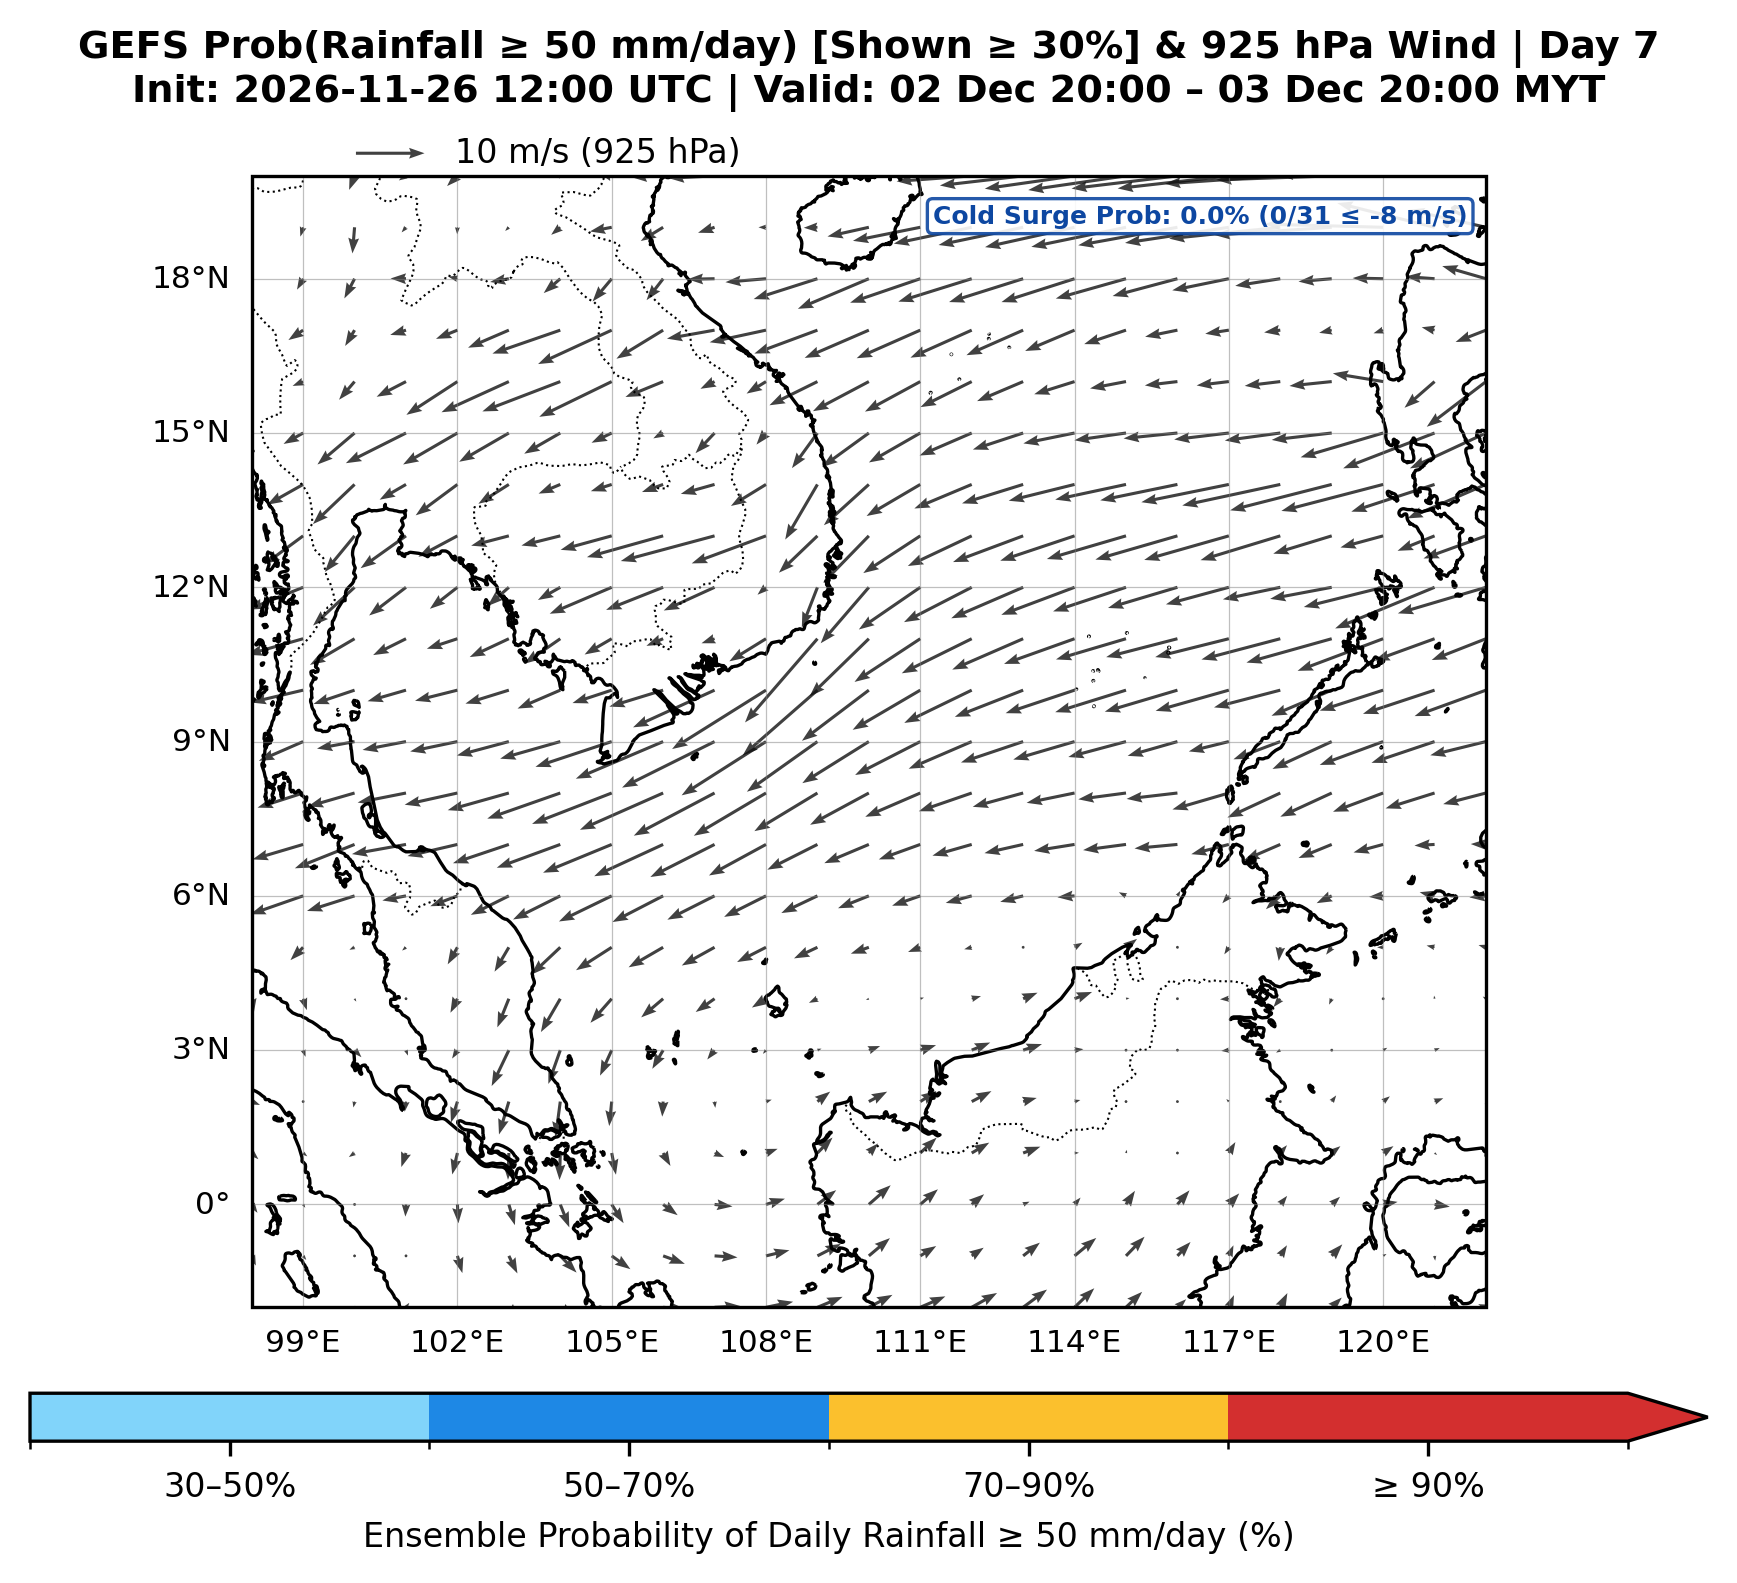 GEFS Prob(Rainfall ≥ 50 mm/day) [Shown ≥ 30%] & 925 hPa Wind | Day 7
Init: 2026-11-26 12:00 UTC | Valid: 02 Dec 20:00 – 03 Dec 20:00 MYT
10 m/s (925 hPa)
Cold Surge Prob: 0.0% (0/31 ≤ -8 m/s)
18°N
15°N
12°N
9°N
6°N
3°N
0°
99°E 102°E 105°E 108°E 111°E 114°E 117°E 120°E
30–50% 50–70% 70–90% ≥ 90%
Ensemble Probability of Daily Rainfall ≥ 50 mm/day (%)